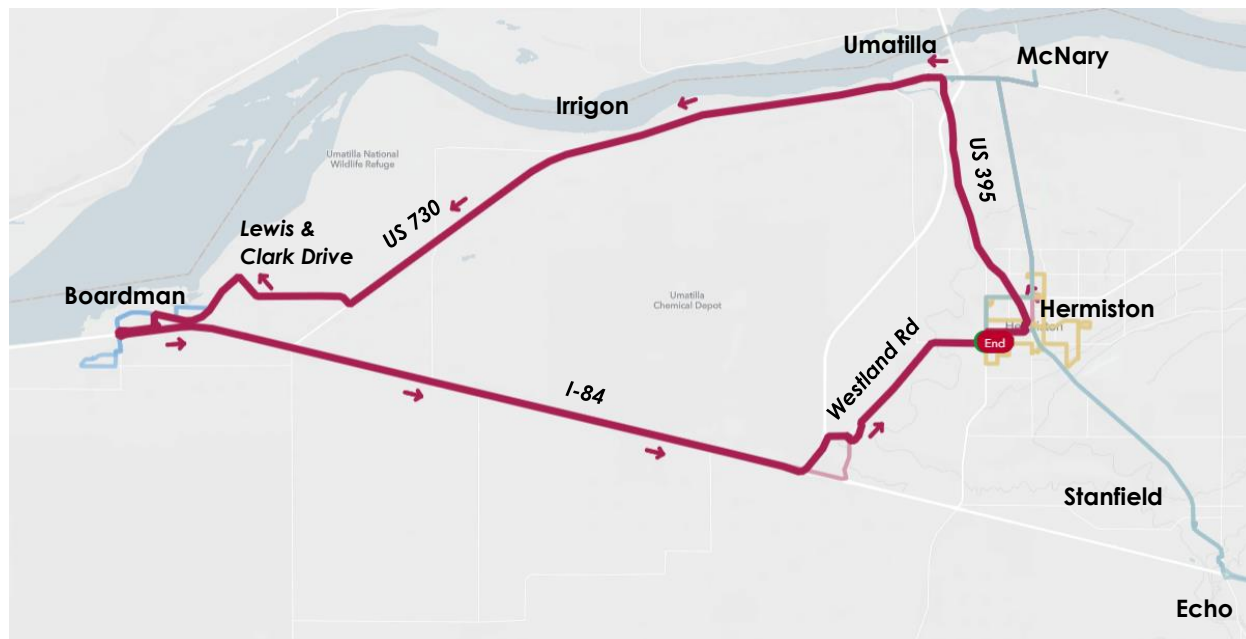 Umatilla
McNary
Irrigon
Umatilla National
Wildlife Refuge
US 395
US 730
Lewis &
Clark Drive
Boardman
Umatilla
Chemical Depot
Hermiston
End
Westland Rd
I-84
Stanfield
Echo